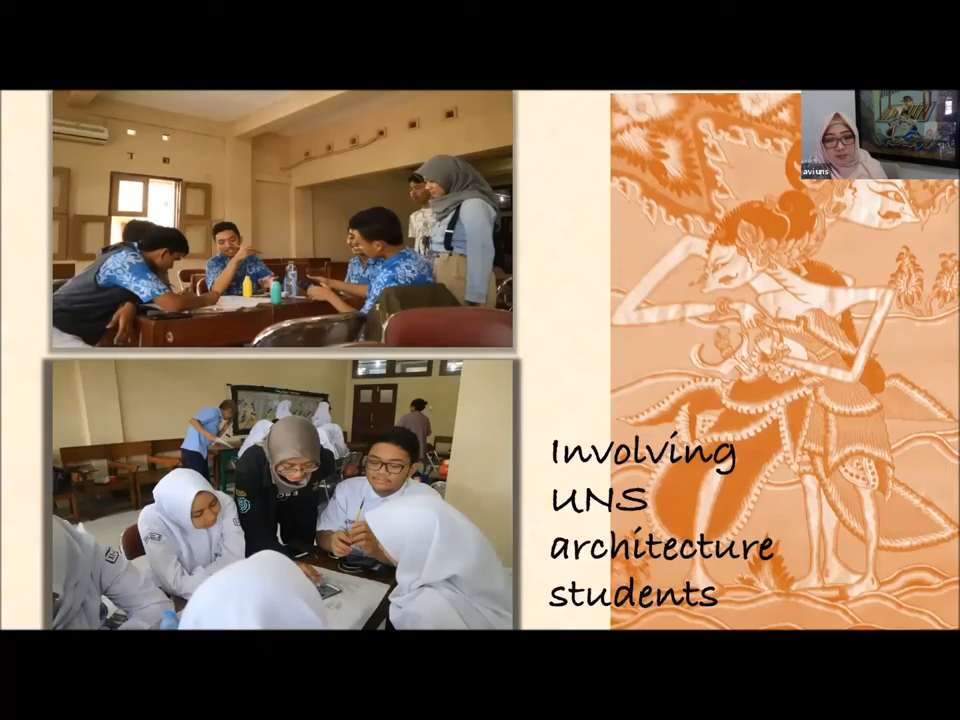 avi uns
Involving
UNS
architecture
students